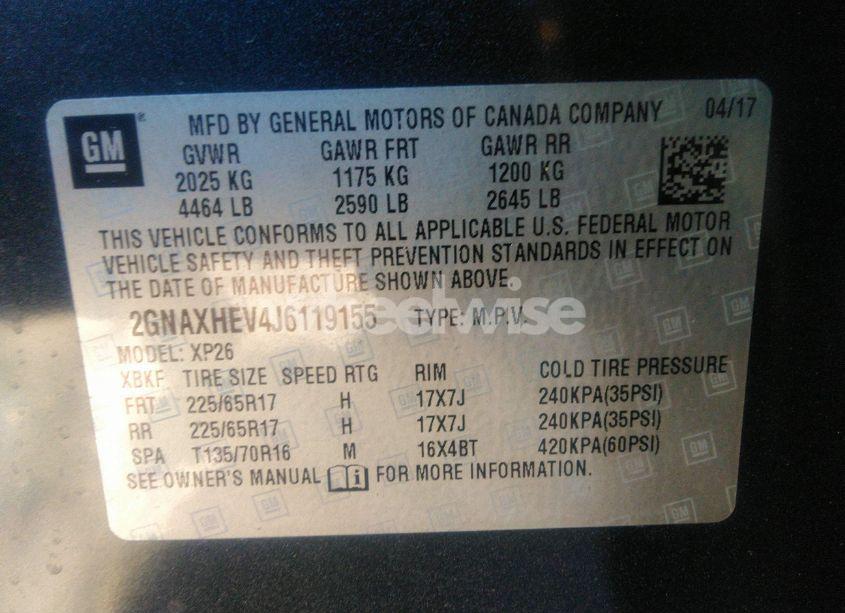 GM
MFD BY GENERAL MOTORS OF CANADA COMPANY 04/17
GVWR GAWR FRT GAWR RR
2025 KG 1175 KG 1200 KG
4464 LB 2590 LB 2645 LB
THIS VEHICLE CONFORMS TO ALL APPLICABLE U.S. FEDERAL MOTOR
VEHICLE SAFETY AND THEFT PREVENTION STANDARDS IN EFFECT ON
THE DATE OF MANUFACTURE SHOWN ABOVE.
2GNAXHEV4J6119155 TYPE: M.P.V.
MODEL: XP26
XBKF TIRE SIZE SPEED RTG RIM COLD TIRE PRESSURE
FRT 225/65R17 H 17X7J 240KPA(35PSI)
RR 225/65R17 H 17X7J 240KPA(35PSI)
SPA T135/70R16 M 16X4BT 420KPA(60PSI)
SEE OWNER'S MANUAL FOR MORE INFORMATION.